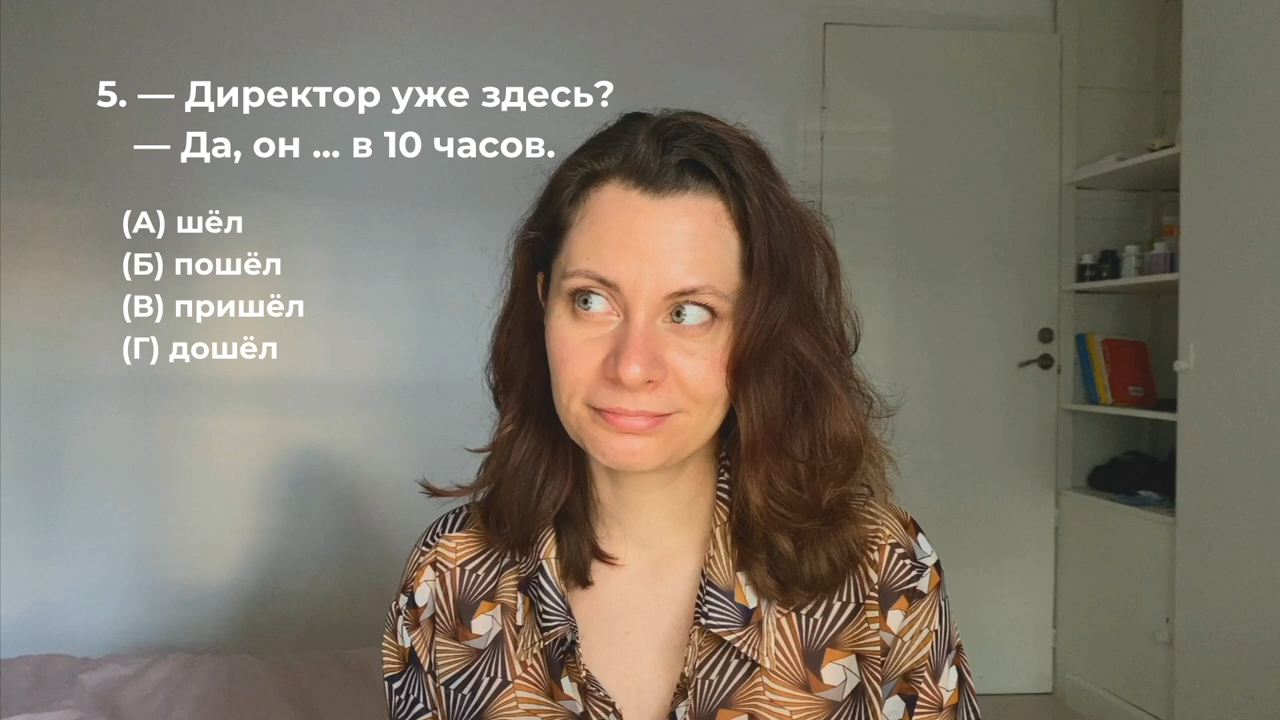 5. — Директор уже здесь?
— Да, он ... в 10 часов.
(А) шёл
(Б) пошёл
(В) пришёл
(Г) дошёл